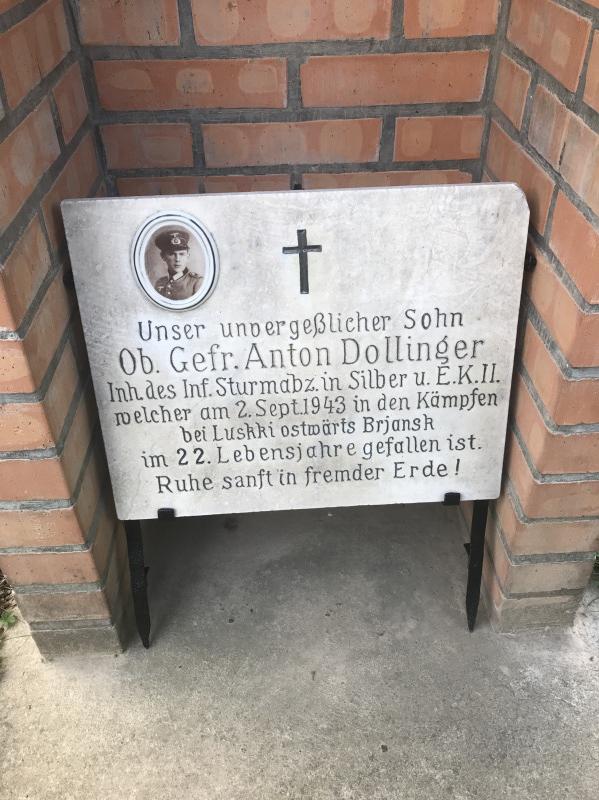 Unser unvergeßlicher Sohn
Ob. Gefr. Anton Dollinger
Inh. des Inf. Sturmabz. in Silber u. E.K.II.
welcher am 2. Sept. 1943 in den Kämpfen
bei Luskki ostwärts Brjansk
im 22. Lebensjahre gefallen ist.
Ruhe sanft in fremder Erde!